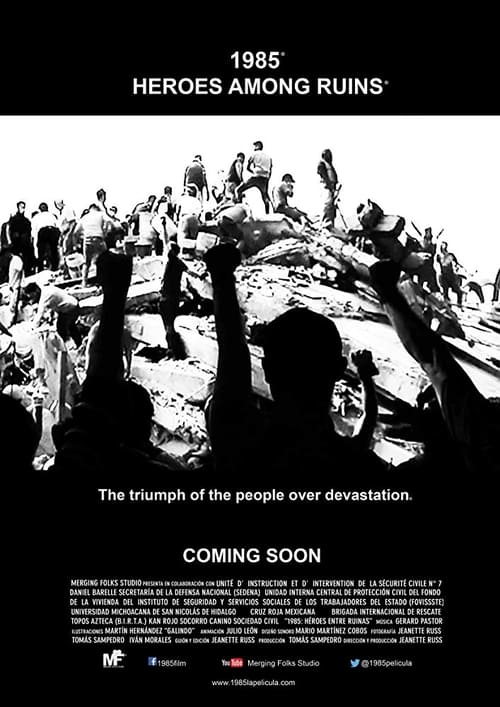 1985®
HEROES AMONG RUINS®
The triumph of the people over devastation.
COMING SOON
MERGING FOLKS STUDIO PRESENTA EN COLABORACIÓN CON UNITÉ D' INSTRUCTION ET D' INTERVENTION DE LA SÉCURITÉ CIVILE N° 7
DANIEL BARELLE SECRETARÍA DE LA DEFENSA NACIONAL (SEDENA) UNIDAD INTERNA CENTRAL DE PROTECCIÓN CIVIL DEL FONDO
DE LA VIVIENDA DEL INSTITUTO DE SEGURIDAD Y SERVICIOS SOCIALES DE LOS TRABAJADORES DEL ESTADO (FOVISSSTE)
UNIVERSIDAD MICHOACANA DE SAN NICOLÁS DE HIDALGO CRUZ ROJA MEXICANA BRIGADA INTERNACIONAL DE RESCATE
TOPOS AZTECA (B.I.R.T.A.) KAN ROJO SOCORRO CANINO SOCIEDAD CIVIL "1985: HÉROES ENTRE RUINAS" MÚSICA GERARD PASTOR
ILUSTRACIONES MARTÍN HERNÁNDEZ "GALINDO" ANIMACIÓN JULIO LEÓN DISEÑO SONORO MARIO MARTÍNEZ COBOS FOTOGRAFÍA JEANETTE RUSS
TOMÁS SAMPEDRO IVÁN MORALES GUIÓN Y EDICIÓN JEANETTE RUSS PRODUCCIÓN TOMÁS SAMPEDRO DIRECCIÓN Y PRODUCCIÓN JEANETTE RUSS
MF 1985film YouTube Merging Folks Studio @1985pelicula
www.1985lapelicula.com